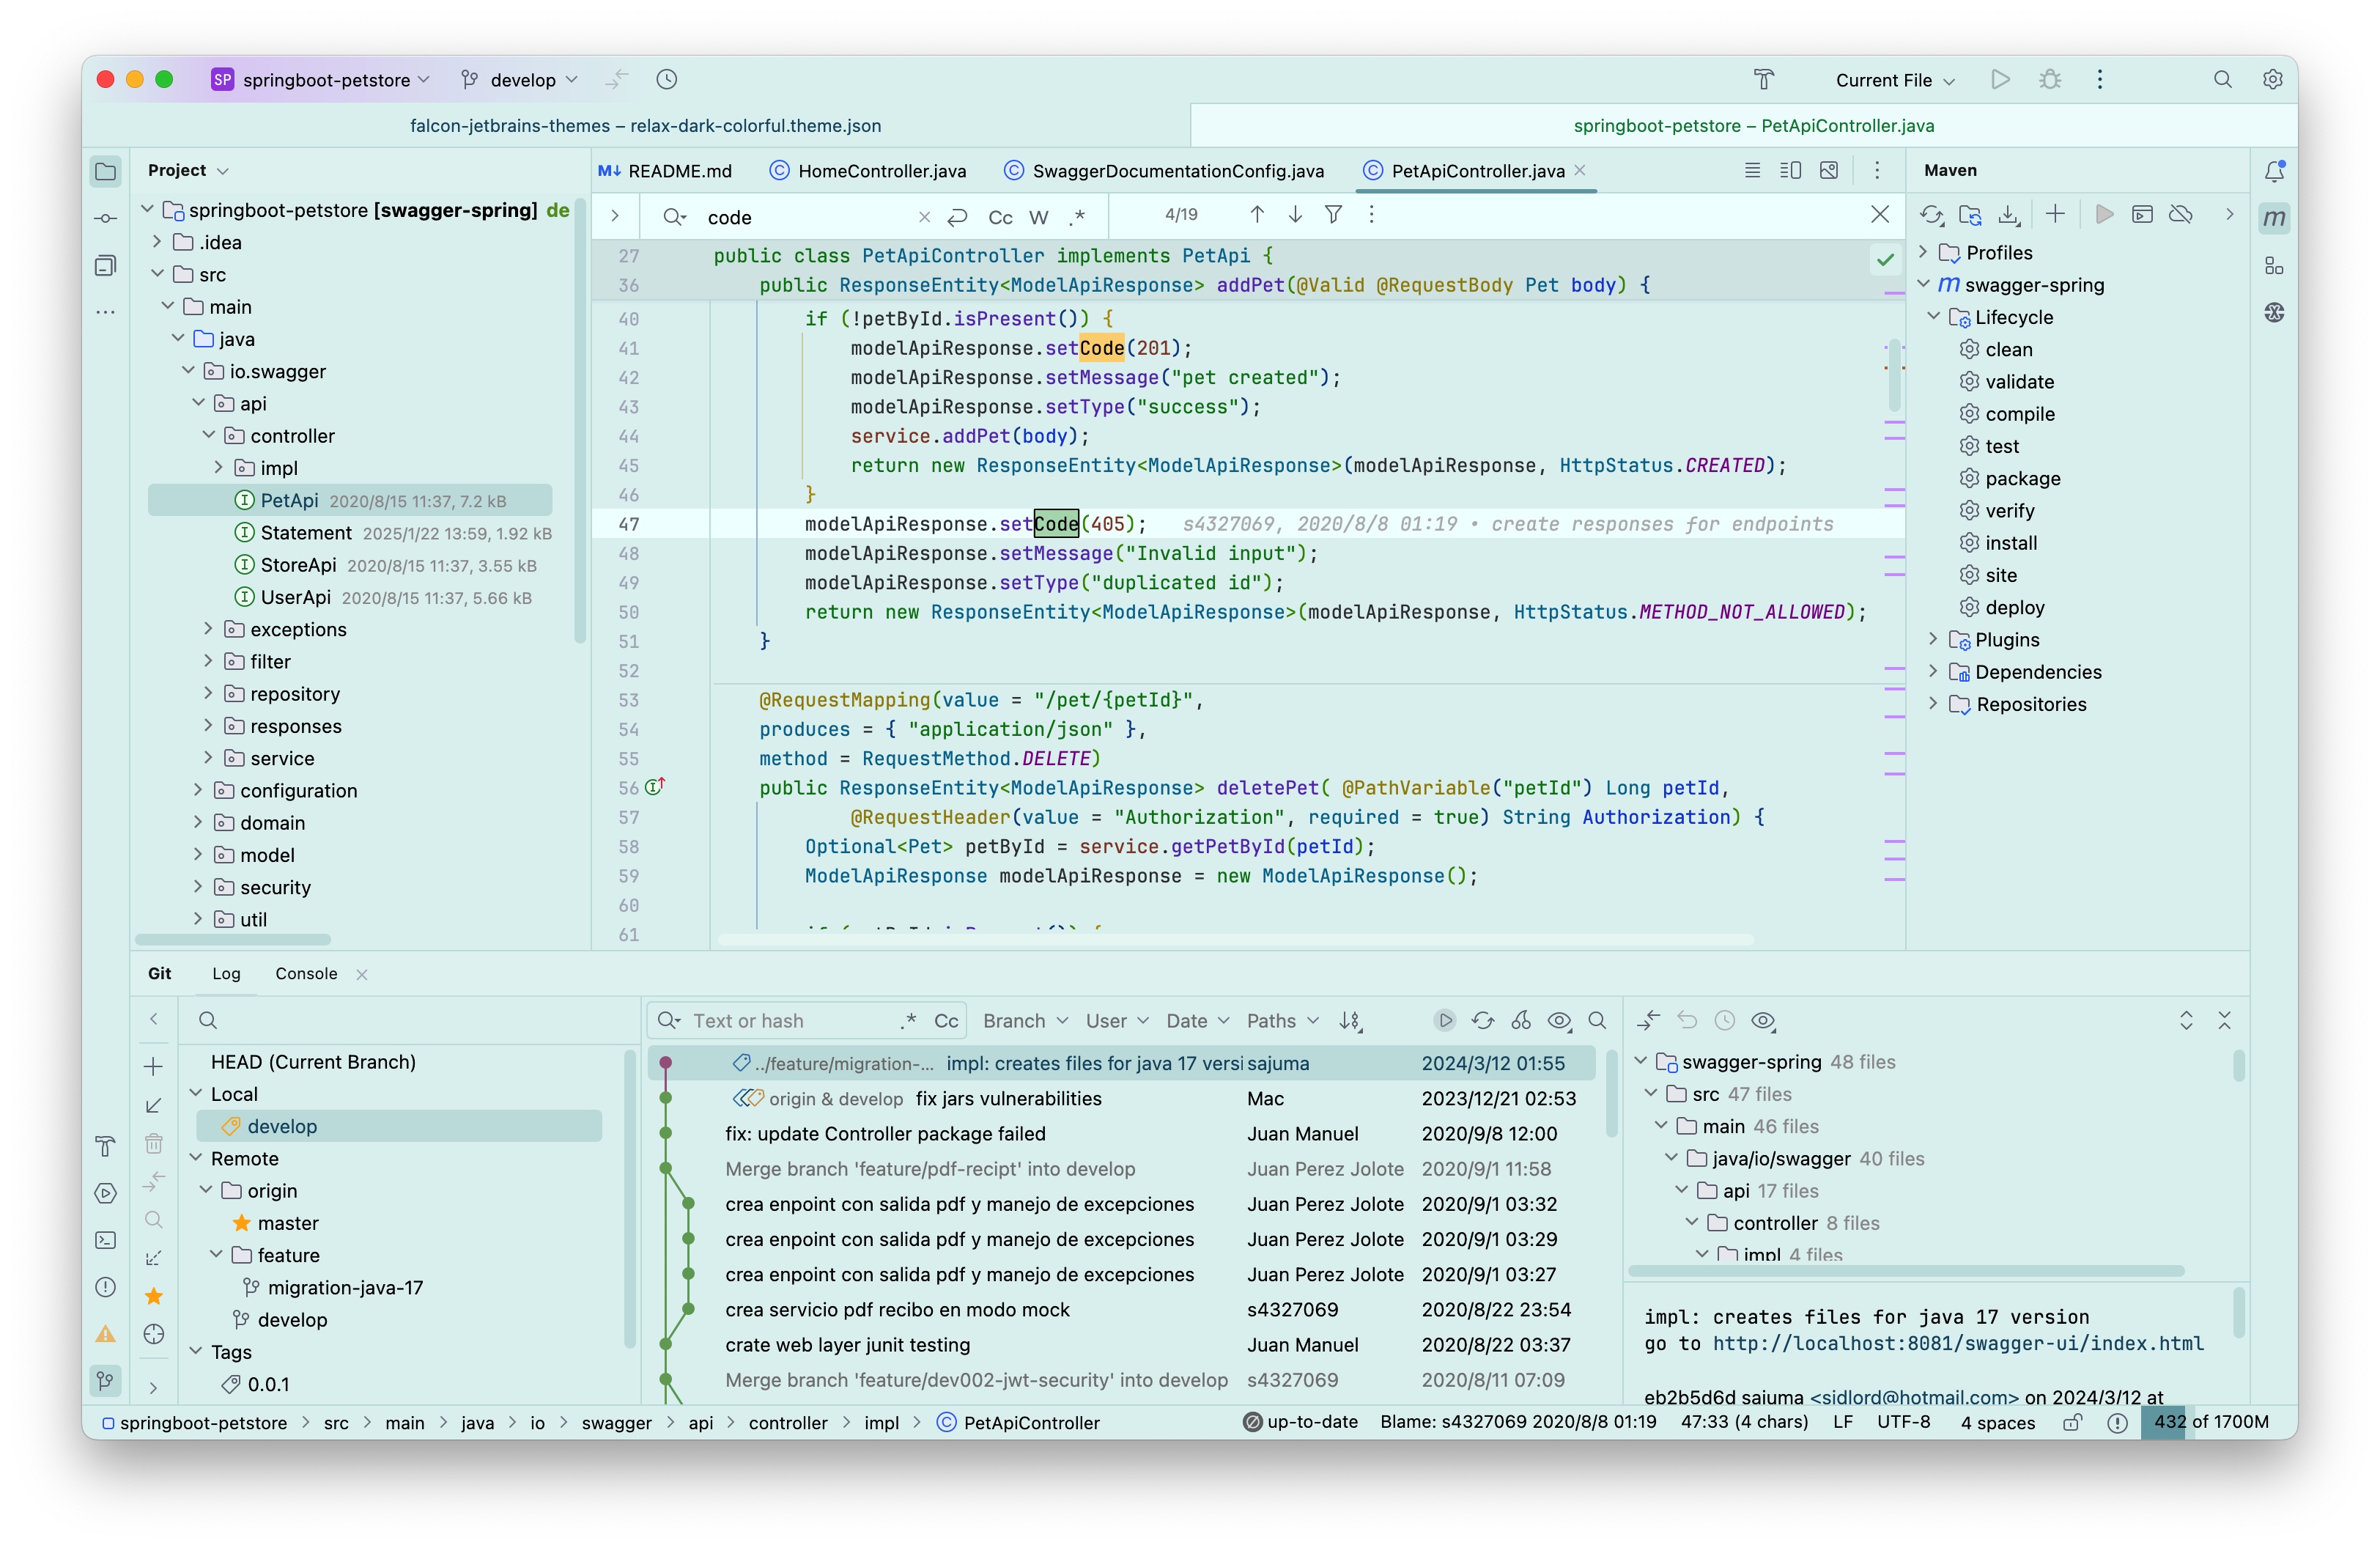 SP springboot-petstore develop Current File
falcon-jetbrains-themes – relax-dark-colorful.theme.json springboot-petstore – PetApiController.java
Project
springboot-petstore [swagger-spring] de
.idea
src
main
java
io.swagger
api
controller
impl
PetApi 2020/8/15 11:37, 7.2 kB
Statement 2025/1/22 13:59, 1.92 kB
StoreApi 2020/8/15 11:37, 3.55 kB
UserApi 2020/8/15 11:37, 5.66 kB
exceptions
filter
repository
responses
service
configuration
domain
model
security
util
M↓ README.md HomeController.java SwaggerDocumentationConfig.java PetApiController.java
code Cc W .* 4/19
27 public class PetApiController implements PetApi {
36 public ResponseEntity<ModelApiResponse> addPet(@Valid @RequestBody Pet body) {
40 if (!petById.isPresent()) {
41 modelApiResponse.setCode(201);
42 modelApiResponse.setMessage("pet created");
43 modelApiResponse.setType("success");
44 service.addPet(body);
45 return new ResponseEntity<ModelApiResponse>(modelApiResponse, HttpStatus.CREATED);
46 }
47 modelApiResponse.setCode(405); s4327069, 2020/8/8 01:19 • create responses for endpoints
48 modelApiResponse.setMessage("Invalid input");
49 modelApiResponse.setType("duplicated id");
50 return new ResponseEntity<ModelApiResponse>(modelApiResponse, HttpStatus.METHOD_NOT_ALLOWED);
51 }
52
53 @RequestMapping(value = "/pet/{petId}",
54 produces = { "application/json" },
55 method = RequestMethod.DELETE)
56 public ResponseEntity<ModelApiResponse> deletePet( @PathVariable("petId") Long petId,
57 @RequestHeader(value = "Authorization", required = true) String Authorization) {
58 Optional<Pet> petById = service.getPetById(petId);
59 ModelApiResponse modelApiResponse = new ModelApiResponse();
60
61
Maven
m
Profiles
m swagger-spring
Lifecycle
clean
validate
compile
test
package
verify
install
site
deploy
Plugins
Dependencies
Repositories
Git Log Console
HEAD (Current Branch)
Local
develop
Remote
origin
master
feature
migration-java-17
develop
Tags
0.0.1
Text or hash .* Cc Branch User Date Paths
../feature/migration-... impl: creates files for java 17 versi sajuma 2024/3/12 01:55
origin & develop fix jars vulnerabilities Mac 2023/12/21 02:53
fix: update Controller package failed Juan Manuel 2020/9/8 12:00
Merge branch 'feature/pdf-recipt' into develop Juan Perez Jolote 2020/9/1 11:58
crea enpoint con salida pdf y manejo de excepciones Juan Perez Jolote 2020/9/1 03:32
crea enpoint con salida pdf y manejo de excepciones Juan Perez Jolote 2020/9/1 03:29
crea enpoint con salida pdf y manejo de excepciones Juan Perez Jolote 2020/9/1 03:27
crea servicio pdf recibo en modo mock s4327069 2020/8/22 23:54
crate web layer junit testing Juan Manuel 2020/8/22 03:37
Merge branch 'feature/dev002-jwt-security' into develop s4327069 2020/8/11 07:09
swagger-spring 48 files
src 47 files
main 46 files
java/io/swagger 40 files
api 17 files
controller 8 files
impl 4 files
impl: creates files for java 17 version
go to http://localhost:8081/swagger-ui/index.html
eb2b5d6d sajuma <sidlord@hotmail.com> on 2024/3/12 at
springboot-petstore src main java io swagger api controller impl PetApiController up-to-date Blame: s4327069 2020/8/8 01:19 47:33 (4 chars) LF UTF-8 4 spaces 432 of 1700M